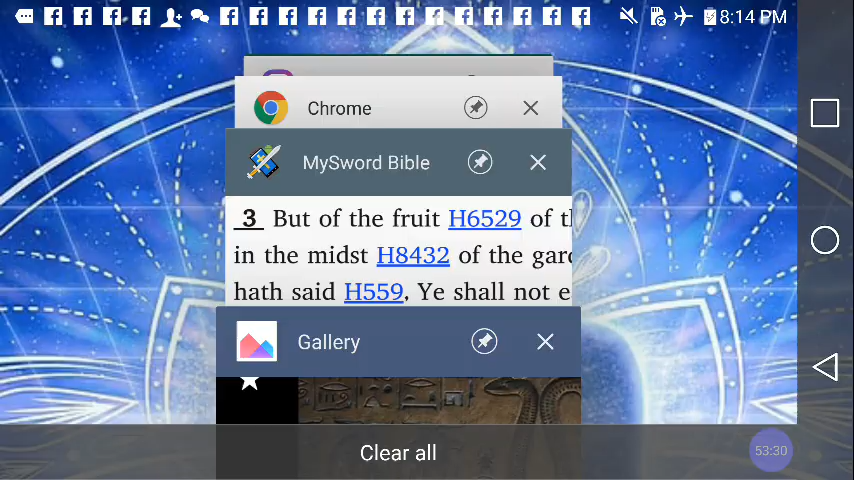 8:14 PM
Chrome
MySword Bible
3 But of the fruit H6529 of t
in the midst H8432 of the gard
hath said H559, Ye shall not e
Gallery
Clear all
53:30